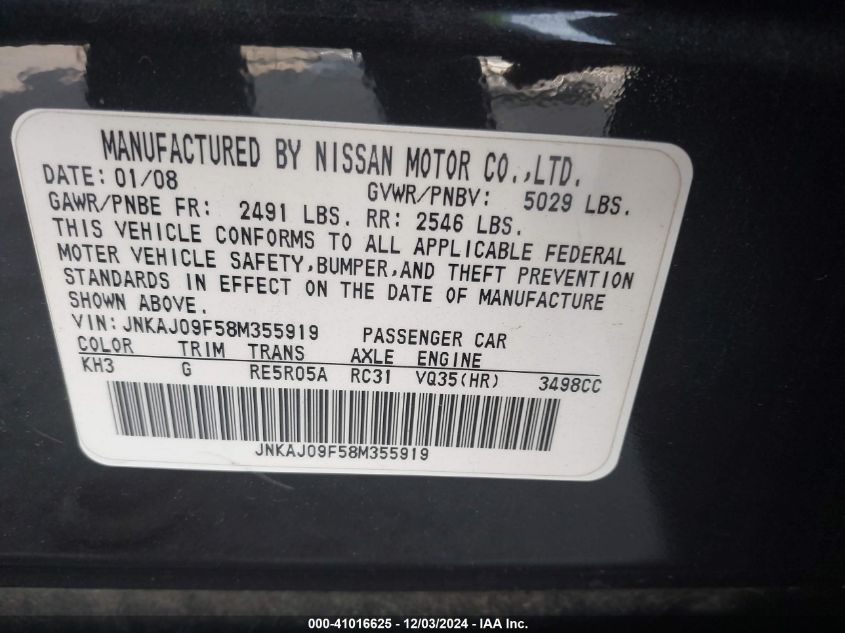 MANUFACTURED BY NISSAN MOTOR CO.,LTD.
DATE: 01/08 GVWR/PNBV: 5029 LBS.
GAWR/PNBE FR: 2491 LBS. RR: 2546 LBS.
THIS VEHICLE CONFORMS TO ALL APPLICABLE FEDERAL
MOTER VEHICLE SAFETY,BUMPER,AND THEFT PREVENTION
STANDARDS IN EFFECT ON THE DATE OF MANUFACTURE
SHOWN ABOVE.
VIN: JNKAJ09F58M355919 PASSENGER CAR
COLOR TRIM TRANS AXLE ENGINE
KH3 G RE5R05A RC31 VQ35(HR) 3498CC
JNKAJ09F58M355919
000-41016625 - 12/03/2024 - IAA Inc.